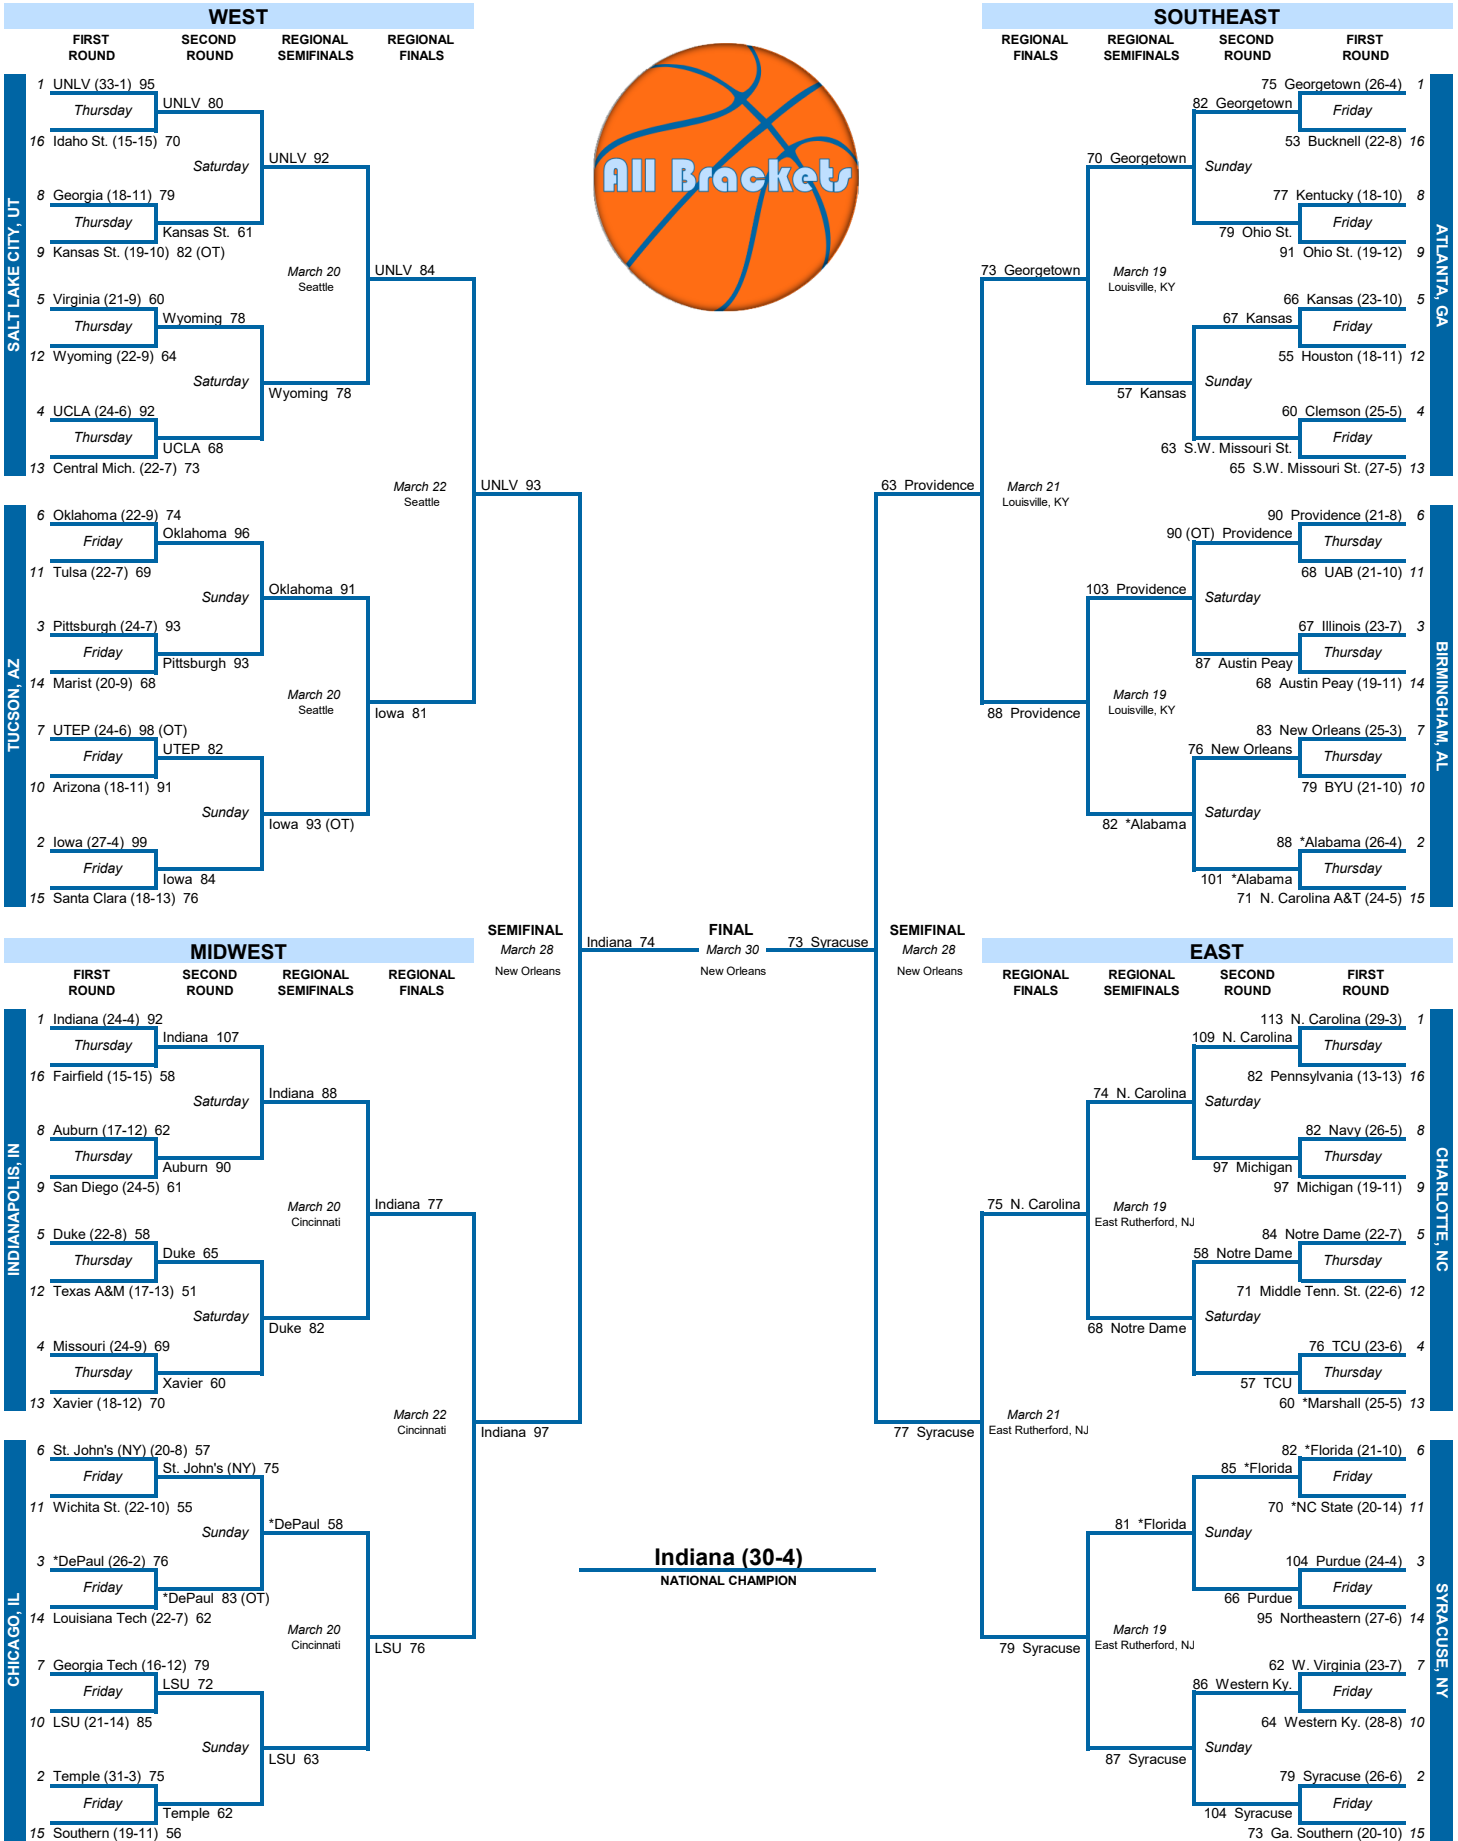 WEST
FIRST ROUND
SECOND ROUND
REGIONAL SEMIFINALS
REGIONAL FINALS
SALT LAKE CITY, UT
1 UNLV (33-1) 95
Thursday
UNLV 80
16 Idaho St. (15-15) 70
Saturday
UNLV 92
8 Georgia (18-11) 79
Thursday
Kansas St. 61
9 Kansas St. (19-10) 82 (OT)
March 20
Seattle
UNLV 84
5 Virginia (21-9) 60
Thursday
Wyoming 78
12 Wyoming (22-9) 64
Saturday
Wyoming 78
4 UCLA (24-6) 92
Thursday
UCLA 68
13 Central Mich. (22-7) 73
March 22
Seattle
UNLV 93
TUCSON, AZ
6 Oklahoma (22-9) 74
Friday
Oklahoma 96
11 Tulsa (22-7) 69
Sunday
Oklahoma 91
3 Pittsburgh (24-7) 93
Friday
Pittsburgh 93
14 Marist (20-9) 68
March 20
Seattle
Iowa 81
7 UTEP (24-6) 98 (OT)
Friday
UTEP 82
10 Arizona (18-11) 91
Sunday
Iowa 93 (OT)
2 Iowa (27-4) 99
Friday
Iowa 84
15 Santa Clara (18-13) 76
All Brackets
SOUTHEAST
REGIONAL FINALS
REGIONAL SEMIFINALS
SECOND ROUND
FIRST ROUND
ATLANTA, GA
75 Georgetown (26-4) 1
82 Georgetown
Friday
53 Bucknell (22-8) 16
70 Georgetown
Sunday
77 Kentucky (18-10) 8
Friday
79 Ohio St.
91 Ohio St. (19-12) 9
73 Georgetown
March 19
Louisville, KY
66 Kansas (23-10) 5
67 Kansas
Friday
55 Houston (18-11) 12
Sunday
57 Kansas
60 Clemson (25-5) 4
Friday
63 S.W. Missouri St.
65 S.W. Missouri St. (27-5) 13
63 Providence
March 21
Louisville, KY
BIRMINGHAM, AL
90 Providence (21-8) 6
90 (OT) Providence
Thursday
68 UAB (21-10) 11
103 Providence
Saturday
67 Illinois (23-7) 3
Thursday
87 Austin Peay
68 Austin Peay (19-11) 14
88 Providence
March 19
Louisville, KY
83 New Orleans (25-3) 7
76 New Orleans
Thursday
79 BYU (21-10) 10
Saturday
82 *Alabama
88 *Alabama (26-4) 2
Thursday
101 *Alabama
71 N. Carolina A&T (24-5) 15
SEMIFINAL
March 28
New Orleans
Indiana 74
FINAL
March 30
New Orleans
73 Syracuse
SEMIFINAL
March 28
New Orleans
MIDWEST
FIRST ROUND
SECOND ROUND
REGIONAL SEMIFINALS
REGIONAL FINALS
INDIANAPOLIS, IN
1 Indiana (24-4) 92
Thursday
Indiana 107
16 Fairfield (15-15) 58
Saturday
Indiana 88
8 Auburn (17-12) 62
Thursday
Auburn 90
9 San Diego (24-5) 61
March 20
Cincinnati
Indiana 77
5 Duke (22-8) 58
Thursday
Duke 65
12 Texas A&M (17-13) 51
Saturday
Duke 82
4 Missouri (24-9) 69
Thursday
Xavier 60
13 Xavier (18-12) 70
March 22
Cincinnati
Indiana 97
CHICAGO, IL
6 St. John's (NY) (20-8) 57
Friday
St. John's (NY) 75
11 Wichita St. (22-10) 55
Sunday
*DePaul 58
3 *DePaul (26-2) 76
Friday
*DePaul 83 (OT)
14 Louisiana Tech (22-7) 62
March 20
Cincinnati
LSU 76
7 Georgia Tech (16-12) 79
Friday
LSU 72
10 LSU (21-14) 85
Sunday
LSU 63
2 Temple (31-3) 75
Friday
Temple 62
15 Southern (19-11) 56
Indiana (30-4)
NATIONAL CHAMPION
EAST
REGIONAL FINALS
REGIONAL SEMIFINALS
SECOND ROUND
FIRST ROUND
CHARLOTTE, NC
113 N. Carolina (29-3) 1
109 N. Carolina
Thursday
82 Pennsylvania (13-13) 16
74 N. Carolina
Saturday
82 Navy (26-5) 8
Thursday
97 Michigan
97 Michigan (19-11) 9
75 N. Carolina
March 19
East Rutherford, NJ
84 Notre Dame (22-7) 5
58 Notre Dame
Thursday
71 Middle Tenn. St. (22-6) 12
Saturday
68 Notre Dame
76 TCU (23-6) 4
Thursday
57 TCU
60 *Marshall (25-5) 13
77 Syracuse
March 21
East Rutherford, NJ
SYRACUSE, NY
82 *Florida (21-10) 6
85 *Florida
Friday
70 *NC State (20-14) 11
81 *Florida
Sunday
104 Purdue (24-4) 3
Friday
66 Purdue
95 Northeastern (27-6) 14
79 Syracuse
March 19
East Rutherford, NJ
62 W. Virginia (23-7) 7
86 Western Ky.
Friday
64 Western Ky. (28-8) 10
Sunday
87 Syracuse
79 Syracuse (26-6) 2
Friday
104 Syracuse
73 Ga. Southern (20-10) 15